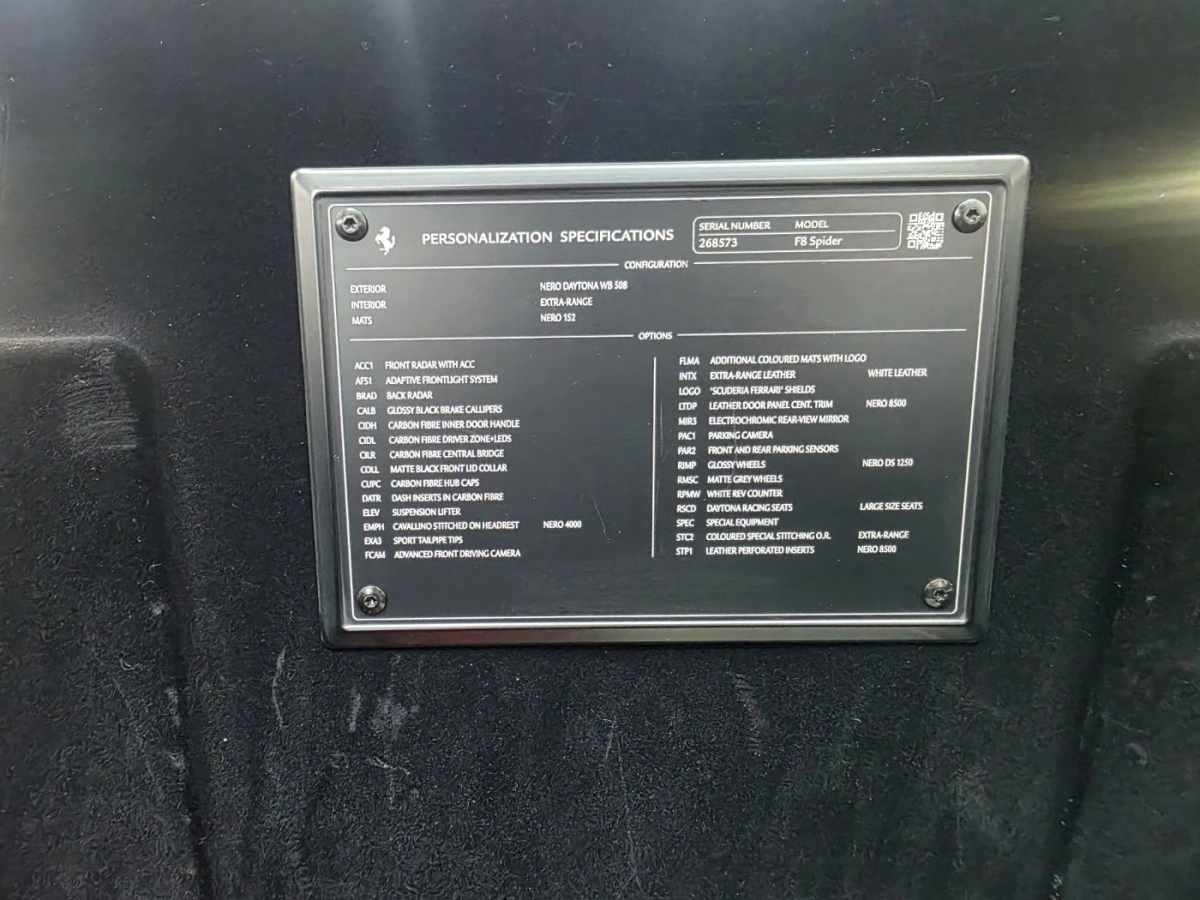 PERSONALIZATION SPECIFICATIONS
SERIAL NUMBER MODEL
268573 F8 Spider
CONFIGURATION
EXTERIOR NERO DAYTONA WB 508
INTERIOR EXTRA-RANGE
MATS NERO 152
OPTIONS
ACC1 FRONT RADAR WITH ACC
AFS1 ADAPTIVE FRONTLIGHT SYSTEM
BRAD BACK RADAR
CALB GLOSSY BLACK BRAKE CALLIPERS
CIDH CARBON FIBRE INNER DOOR HANDLE
CIDL CARBON FIBRE DRIVER ZONE+LEDS
CILR CARBON FIBRE CENTRAL BRIDGE
COLL MATTE BLACK FRONT LID COLLAR
CUPC CARBON FIBRE HUB CAPS
DATR DASH INSERTS IN CARBON FIBRE
ELEV SUSPENSION LIFTER
EMPH CAVALLINO STITCHED ON HEADREST NERO 4000
EXA3 SPORT TAILPIPE TIPS
FCAM ADVANCED FRONT DRIVING CAMERA
FLMA ADDITIONAL COLOURED MATS WITH LOGO
INTX EXTRA-RANGE LEATHER WHITE LEATHER
LOGO "SCUDERIA FERRARI" SHIELDS
LTDP LEATHER DOOR PANEL CENT. TRIM NERO 8500
MIR3 ELECTROCHROMIC REAR-VIEW MIRROR
PAC1 PARKING CAMERA
PAR2 FRONT AND REAR PARKING SENSORS
RIMP GLOSSY WHEELS NERO DS 1250
RMSC MATTE GREY WHEELS
RPMW WHITE REV COUNTER
RSCD DAYTONA RACING SEATS LARGE SIZE SEATS
SPEC SPECIAL EQUIPMENT
STC2 COLOURED SPECIAL STITCHING O.R. EXTRA-RANGE
STP1 LEATHER PERFORATED INSERTS NERO 8500